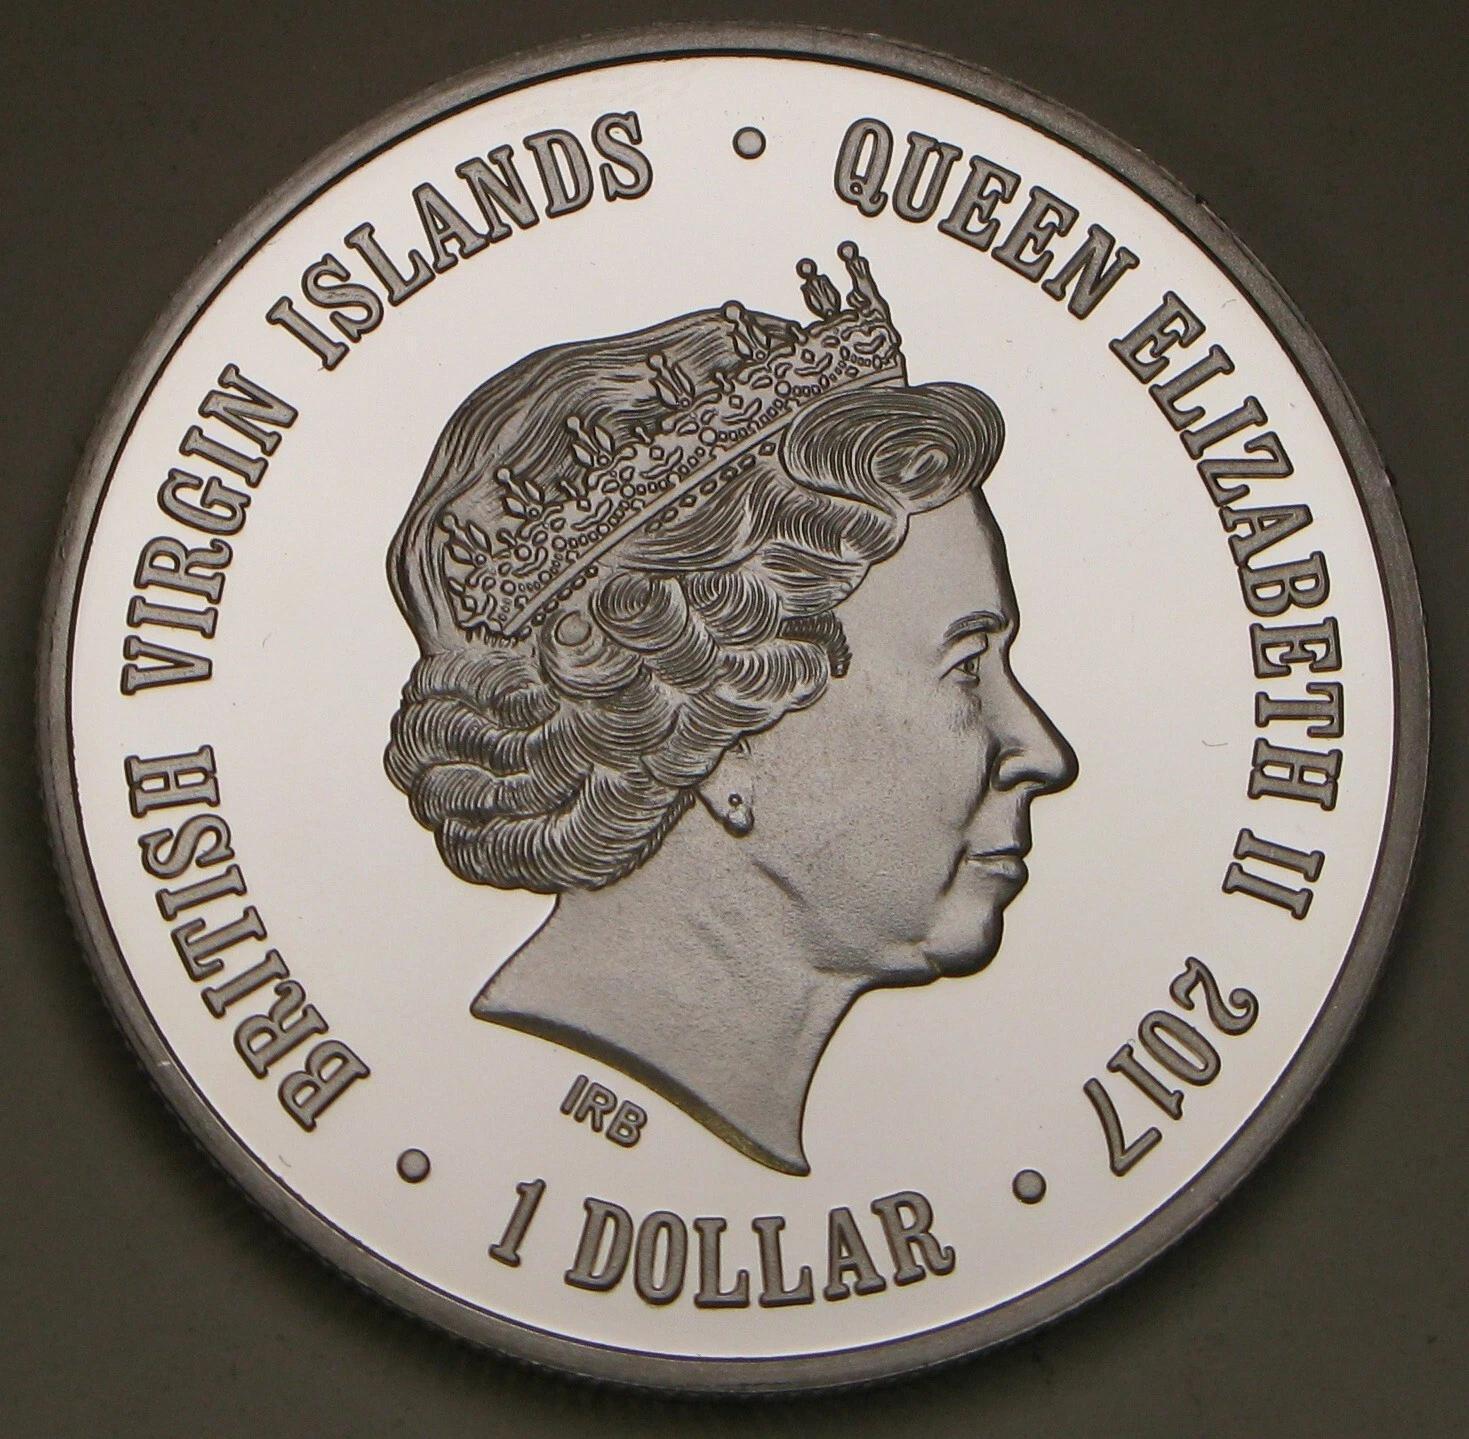 BRITISH VIRGIN ISLANDS • QUEEN ELIZABETH II 2017 •
1 DOLLAR •
IRB